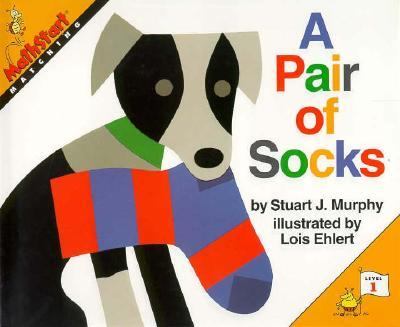 MathStart
MATCHING
A
Pair
of
Socks
by Stuart J. Murphy
illustrated by
Lois Ehlert
LEVEL
1